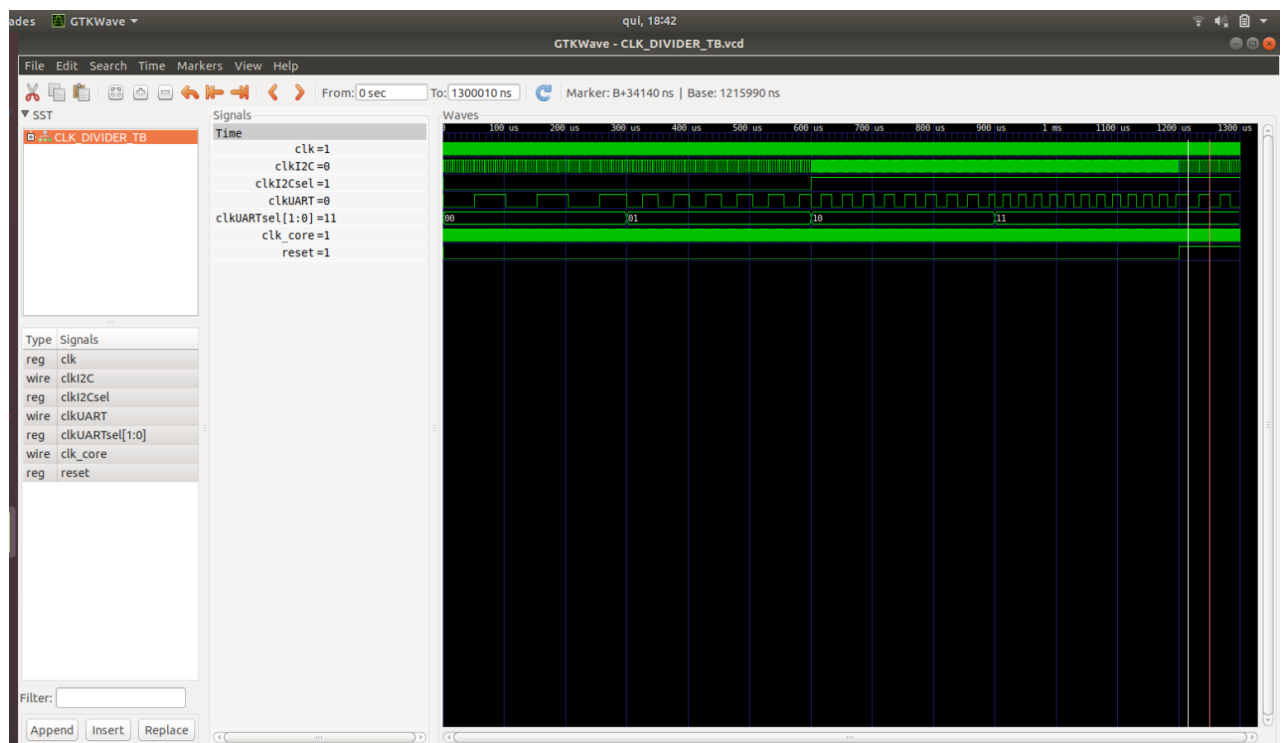 ades GTKWave qui, 18:42
GTKWave - CLK_DIVIDER_TB.vcd
File Edit Search Time Markers View Help
From: 0 sec To: 1300010 ns Marker: B+34140 ns | Base: 1215990 ns
SST
CLK_DIVIDER_TB
Type Signals
reg clk
wire clkI2C
reg clkI2Csel
wire clkUART
reg clkUARTsel[1:0]
wire clk_core
reg reset
Filter:
Append Insert Replace
Signals
Time
clk=1
clkI2C=0
clkI2Csel=1
clkUART=0
clkUARTsel[1:0]=11
clk_core=1
reset=1
Waves
100 us 200 us 300 us 400 us 500 us 600 us 700 us 800 us 900 us 1 ms 1100 us 1200 us 1300 us
00 01 10 11